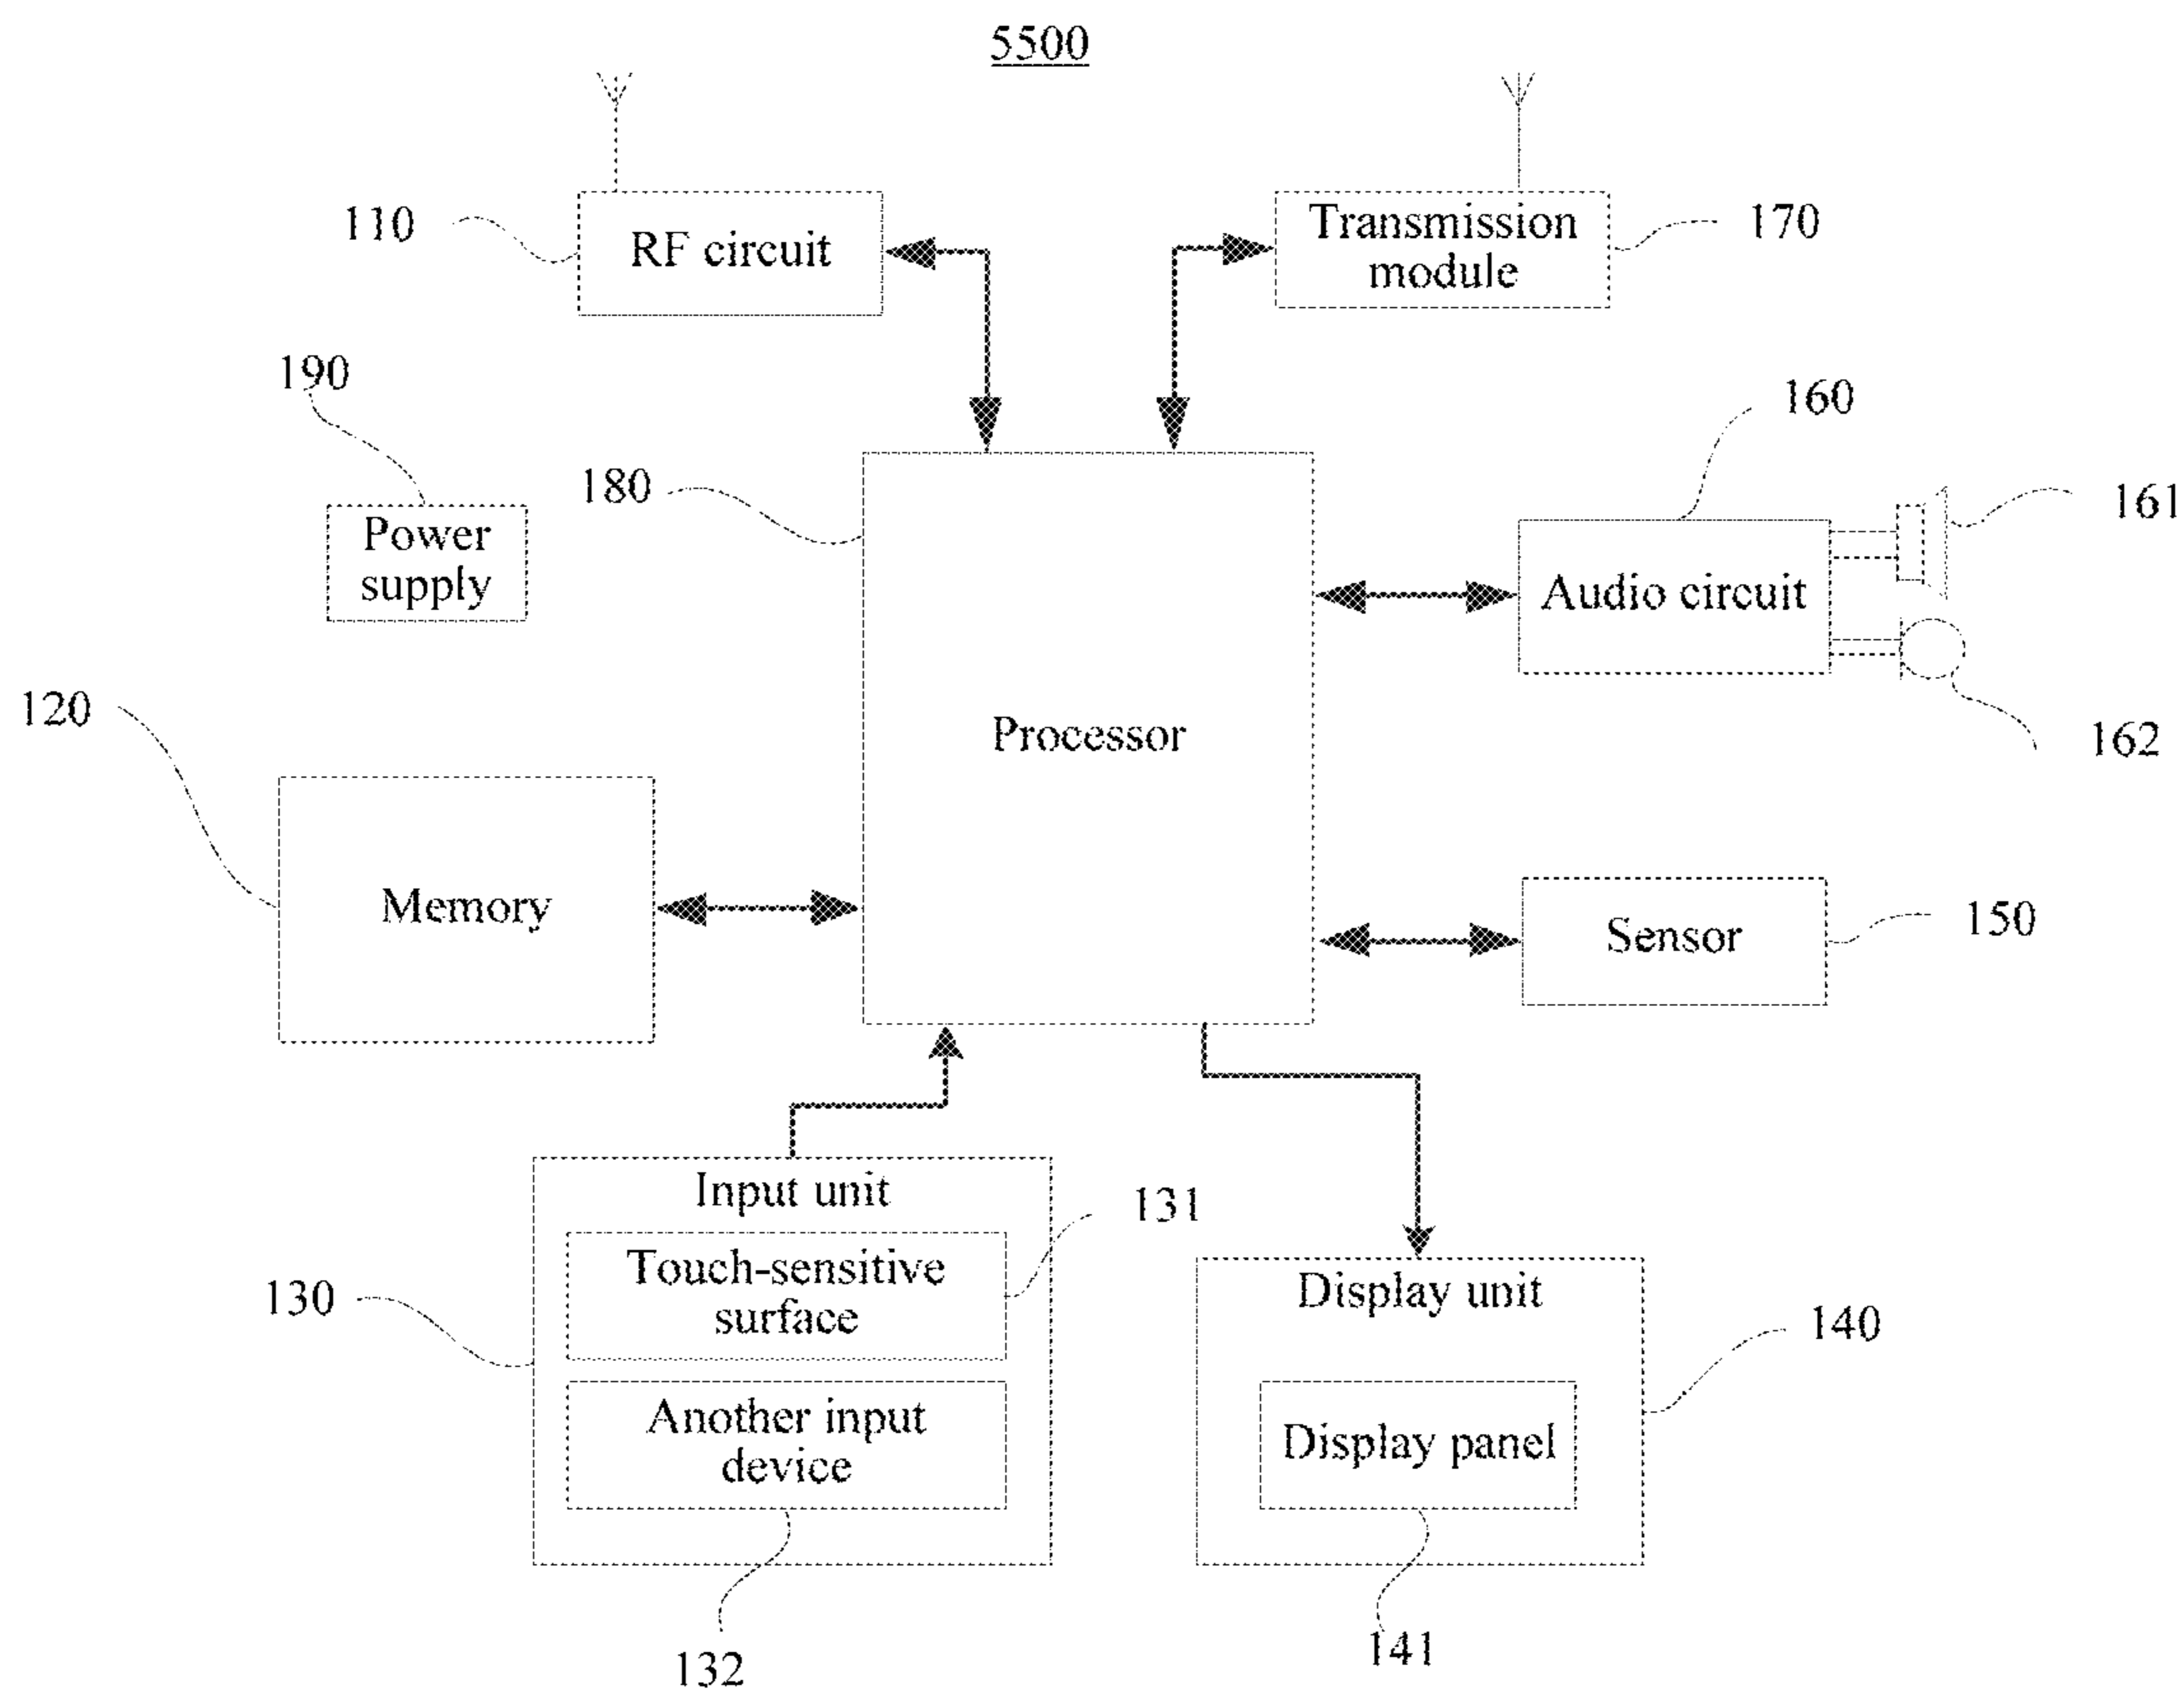 5500
110
RF circuit
Transmission
module
170
190
160
180
161
Power
supply
Audio circuit
120
Processor
162
Memory
Sensor
150
Input unit
131
Touch-sensitive
surface
130
Display unit
140
Another input
device
Display panel
132
141